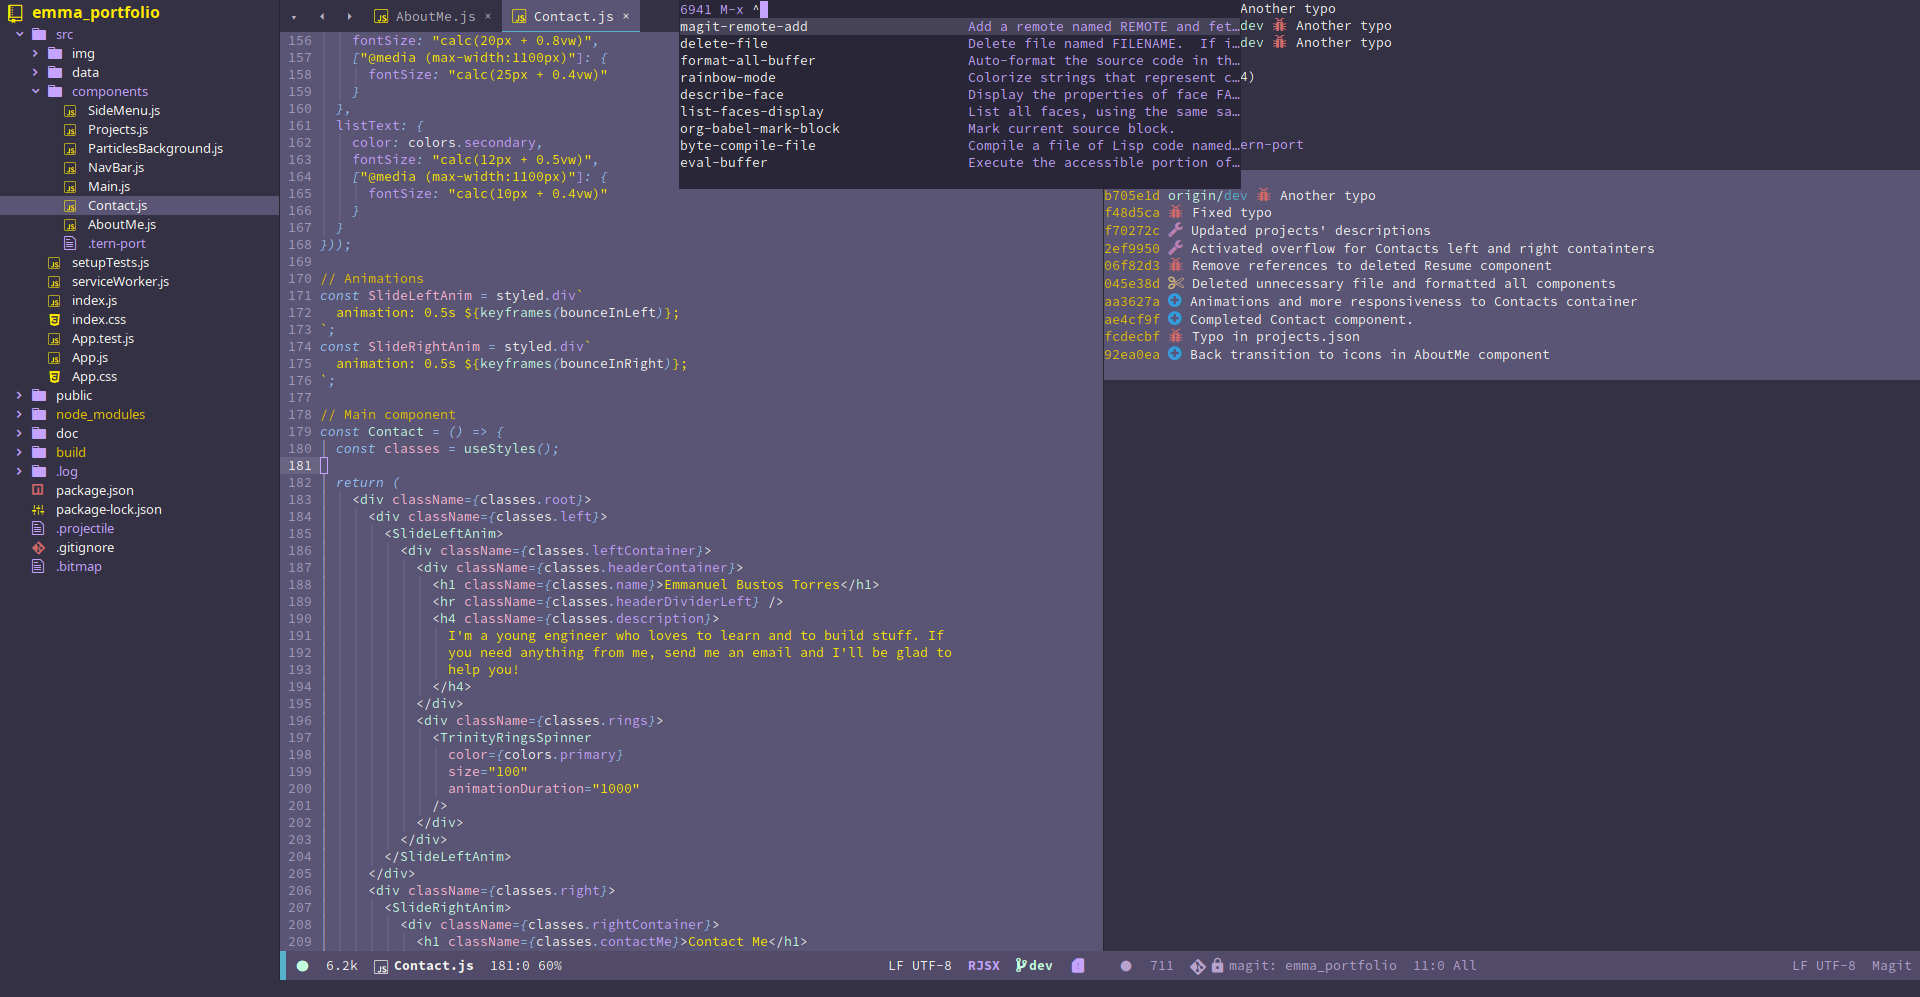 emma_portfolio
src
img
data
components
SideMenu.js
Projects.js
ParticlesBackground.js
NavBar.js
Main.js
Contact.js
AboutMe.js
.tern-port
setupTests.js
serviceWorker.js
index.js
index.css
App.test.js
App.js
App.css
public
node_modules
doc
build
.log
package.json
package-lock.json
.projectile
.gitignore
.bitmap
AboutMe.js ×
Contact.js ×
156 fontSize: "calc(20px + 0.8vw)",
157 ["@media (max-width:1100px)"]: {
158 fontSize: "calc(25px + 0.4vw)"
159 }
160 },
161 listText: {
162 color: colors.secondary,
163 fontSize: "calc(12px + 0.5vw)",
164 ["@media (max-width:1100px)"]: {
165 fontSize: "calc(10px + 0.4vw)"
166 }
167 }
168 }));
169
170 // Animations
171 const SlideLeftAnim = styled.div`
172 animation: 0.5s ${keyframes(bounceInLeft)};
173 `;
174 const SlideRightAnim = styled.div`
175 animation: 0.5s ${keyframes(bounceInRight)};
176 `;
177
178 // Main component
179 const Contact = () => {
180 const classes = useStyles();
181
182 return (
183 <div className={classes.root}>
184 <div className={classes.left}>
185 <SlideLeftAnim>
186 <div className={classes.leftContainer}>
187 <div className={classes.headerContainer}>
188 <h1 className={classes.name}>Emmanuel Bustos Torres</h1>
189 <hr className={classes.headerDividerLeft} />
190 <h4 className={classes.description}>
191 I'm a young engineer who loves to learn and to build stuff. If
192 you need anything from me, send me an email and I'll be glad to
193 help you!
194 </h4>
195 </div>
196 <div className={classes.rings}>
197 <TrinityRingsSpinner
198 color={colors.primary}
199 size="100"
200 animationDuration="1000"
201 />
202 </div>
203 </div>
204 </SlideLeftAnim>
205 </div>
206 <div className={classes.right}>
207 <SlideRightAnim>
208 <div className={classes.rightContainer}>
209 <h1 className={classes.contactMe}>Contact Me</h1>
6.2k Contact.js 181:0 60% LF UTF-8 RJSX dev
6941 M-x ^
magit-remote-add Add a remote named REMOTE and fet…
delete-file Delete file named FILENAME. If i…
format-all-buffer Auto-format the source code in th…
rainbow-mode Colorize strings that represent c…
describe-face Display the properties of face FA…
list-faces-display List all faces, using the same sa…
org-babel-mark-block Mark current source block.
byte-compile-file Compile a file of Lisp code named…
eval-buffer Execute the accessible portion of…
Another typo
dev Another typo
dev Another typo
4)
ern-port
b705e1d origin/dev Another typo
f48d5ca Fixed typo
f70272c Updated projects' descriptions
2ef9950 Activated overflow for Contacts left and right containters
06f82d3 Remove references to deleted Resume component
045e38d Deleted unnecessary file and formatted all components
aa3627a Animations and more responsiveness to Contacts container
ae4cf9f Completed Contact component.
fcdecbf Typo in projects.json
92ea0ea Back transition to icons in AboutMe component
711 magit: emma_portfolio 11:0 All LF UTF-8 Magit